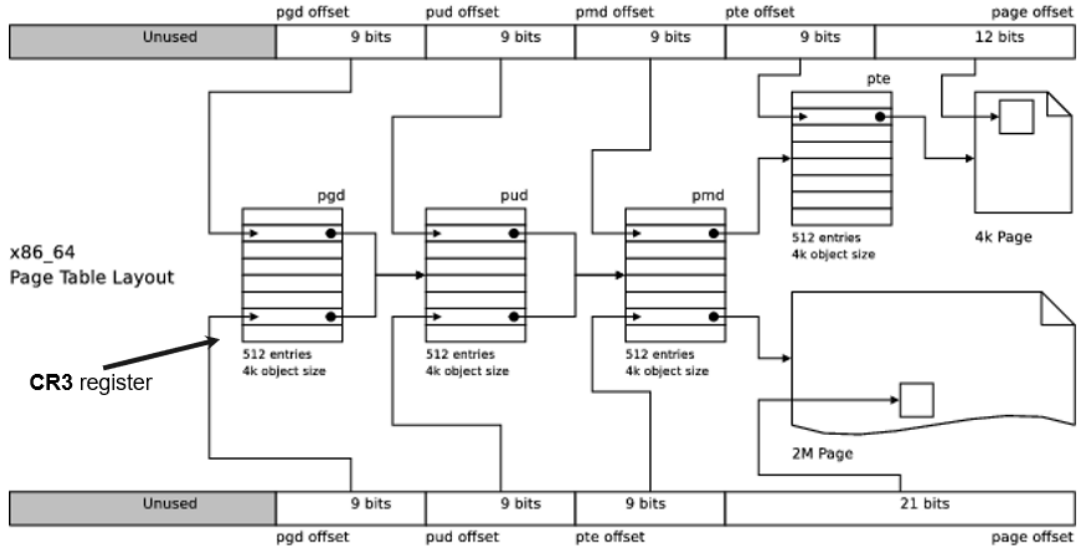 pgd offset pud offset pmd offset pte offset page offset
Unused 9 bits 9 bits 9 bits 9 bits 12 bits
pte
512 entries
4k object size
4k Page
pgd pud pmd
x86_64
Page Table Layout
512 entries 512 entries 512 entries
4k object size 4k object size 4k object size
CR3 register
2M Page
Unused 9 bits 9 bits 9 bits 21 bits
pgd offset pud offset pte offset page offset